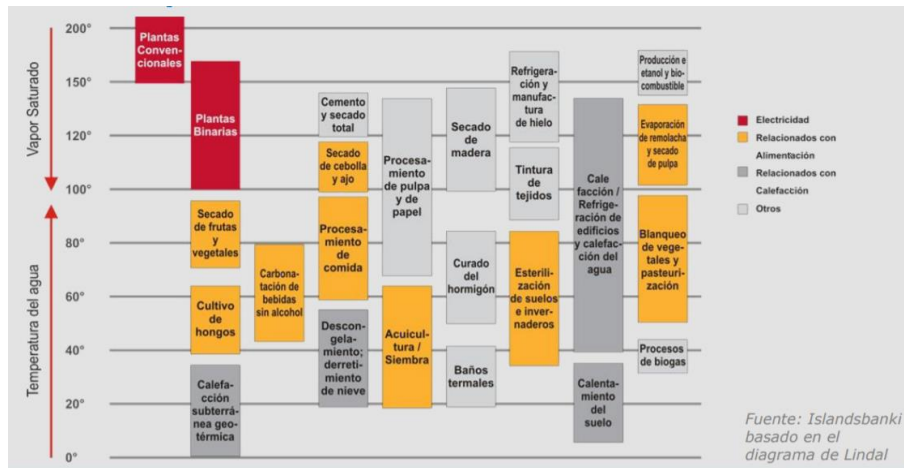 200°
150°
120°
100°
80°
60°
40°
20°
0°
Vapor Saturado
Temperatura del agua
Plantas
Conven-
cionales
Plantas
Binarias
Secado
de frutas
y
vegetales
Cultivo
de
hongos
Calefacción
subterrá-
nea geo-
térmica
Carbona-
tación de
bebidas
sin alcohol
Cemento
y secado
total
Secado
de cebolla
y ajo
Procesa-
miento
de
comida
Descon-
gelamiento;
derreti-
miento
de nieve
Procesa-
miento
de pulpa
y de
papel
Acuicul-
tura /
Siembra
Secado
de
madera
Curado
del
hormigón
Baños
termales
Refrigera-
ción y
manufac-
tura
de hielo
Tintura
de
tejidos
Esterili-
zación
de suelos
e inver-
naderos
Cale
facción /
Refrige-
ración de
edificios
y calefac-
ción del
agua
Calenta-
miento
del
suelo
Producción e
etanol y bio-
combustible
Evaporación
de remolacha
y secado
de pulpa
Blanqueo
de vege-
tales y
pasteuri-
zación
Procesos
de biogas
Electricidad
Relacionados con
Alimentación
Relacionados con
Calefacción
Otros
Fuente: Islandsbanki
basado en el
diagrama de Lindal